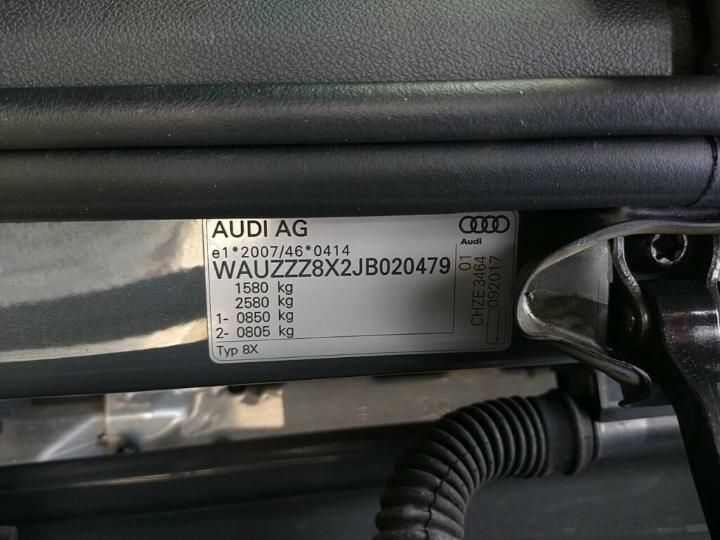 AUDI AG
Audi
e1*2007/46*0414
WAUZZZ8X2JB020479
1580 kg
2580 kg
1- 0850 kg
2- 0805 kg
Typ 8X
01
CHZE 3464
092017